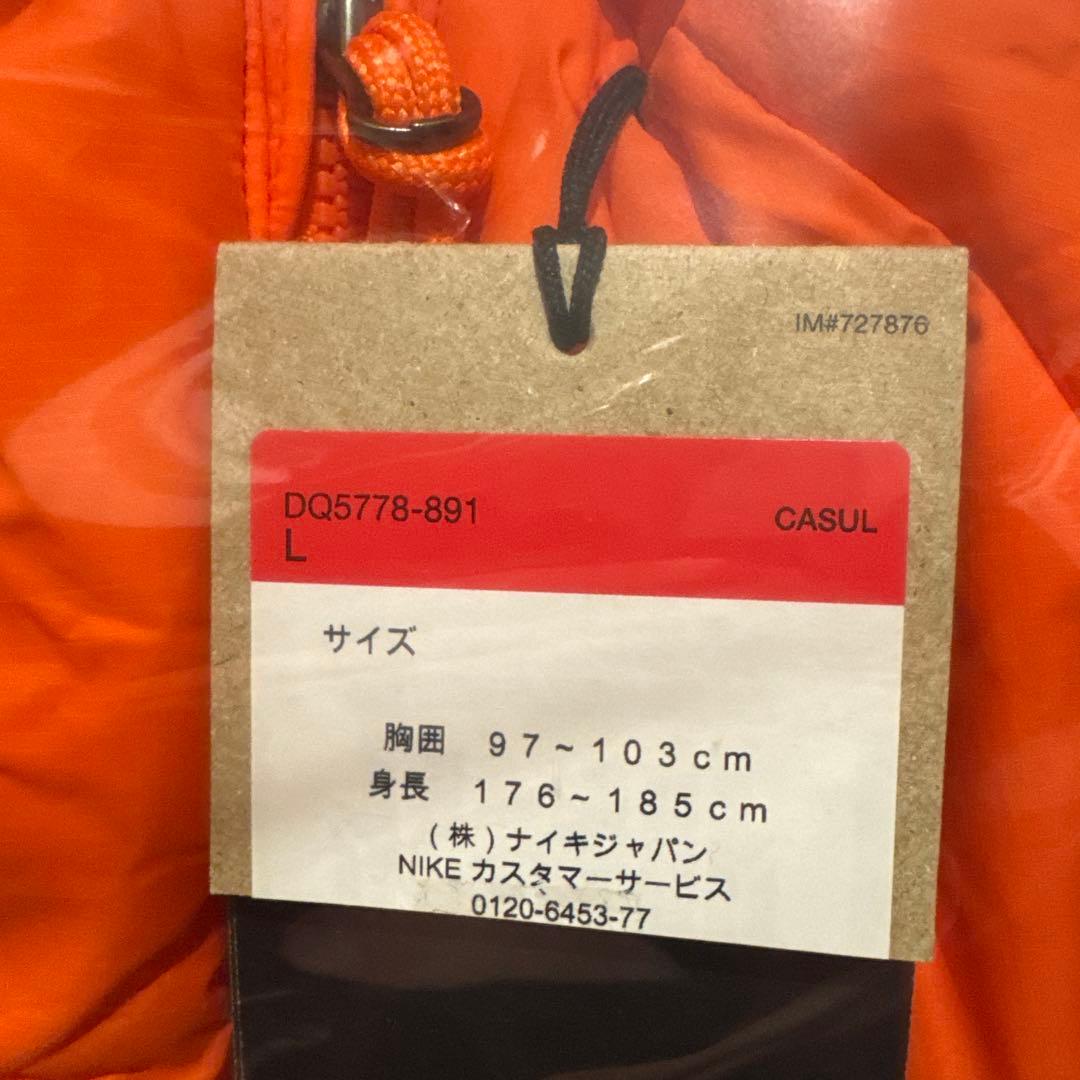 IM#727876
DQ5778-891
CASUL
L
サイズ
胸囲 97~103cm
身長 176~185cm
(株)ナイキジャパン
NIKE カスタマーサービス
0120-6453-77